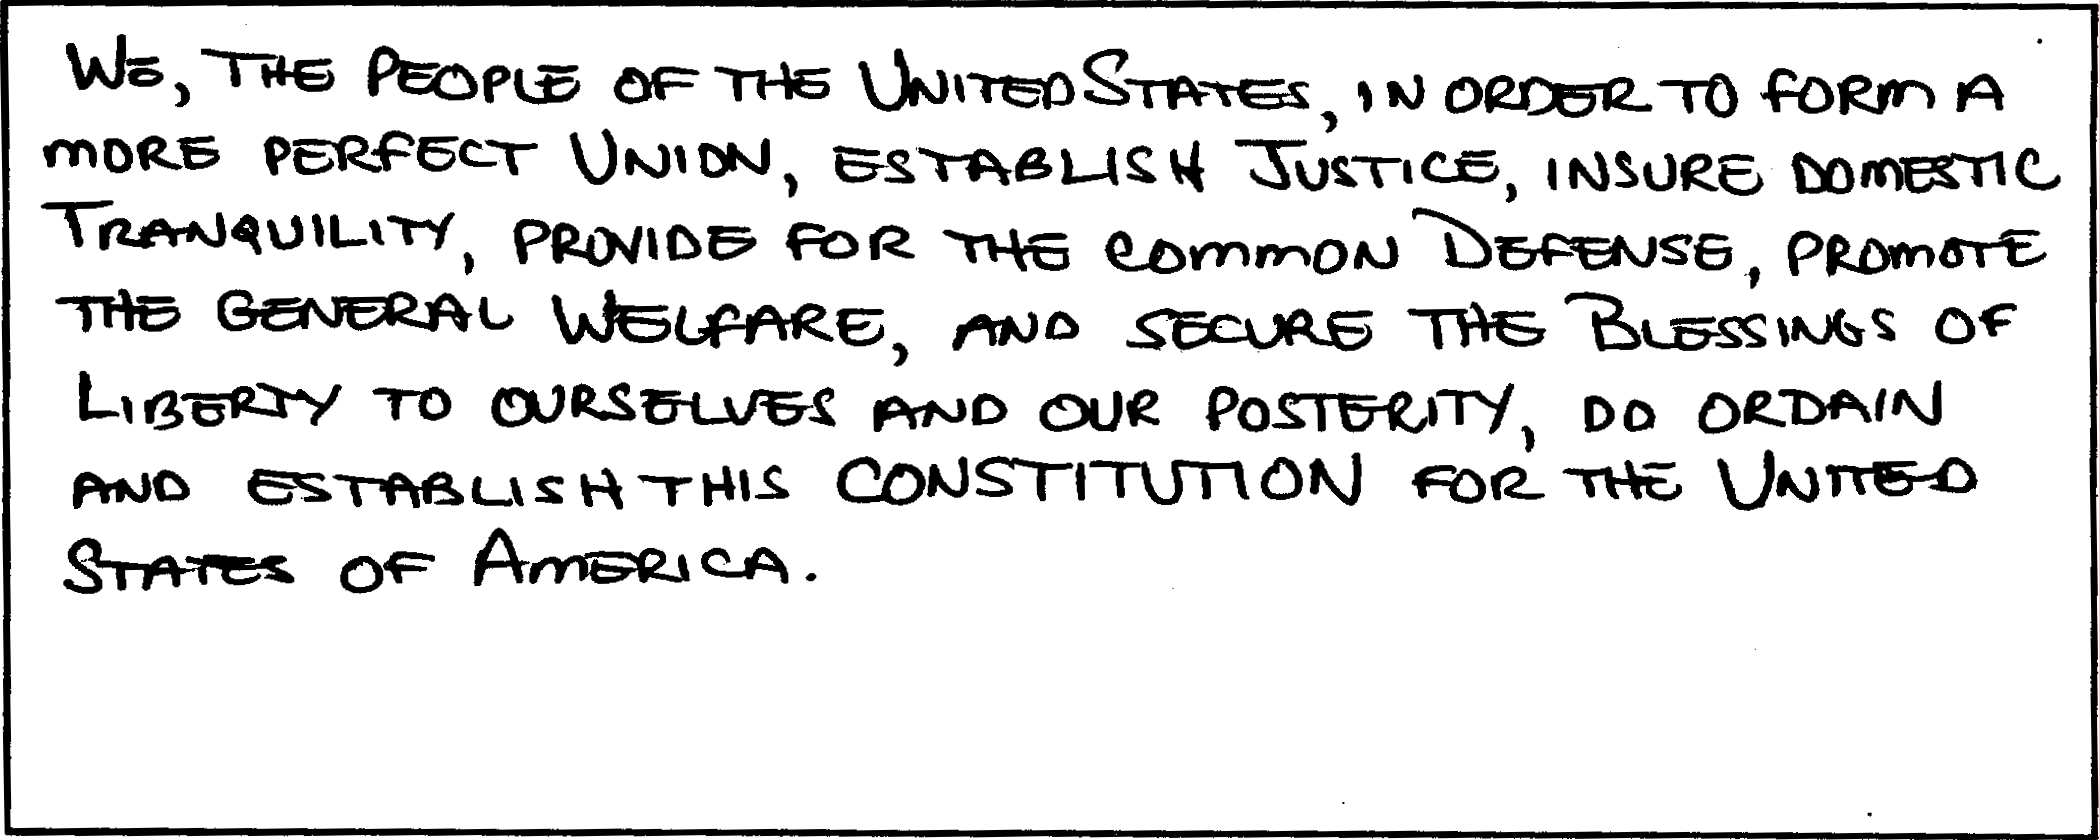 We, the People of the United States, in order to form a
more perfect Union, establish Justice, insure domestic
Tranquility, provide for the common Defense, promote
the general Welfare, and secure the Blessings of
Liberty to ourselves and our posterity, do ordain
and establish this CONSTITUTION for the United
States of America.